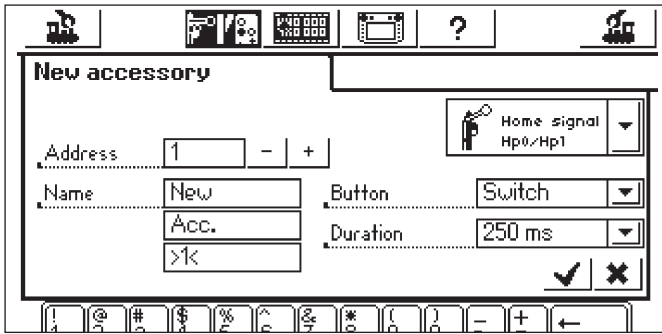 ?
New accessory
Home signal
Hp0/Hp1
Address 1 - +
Name New Button Switch
Acc. Duration 250 ms
>1<
! @ # $ % ^ & * ( ) _ + ←